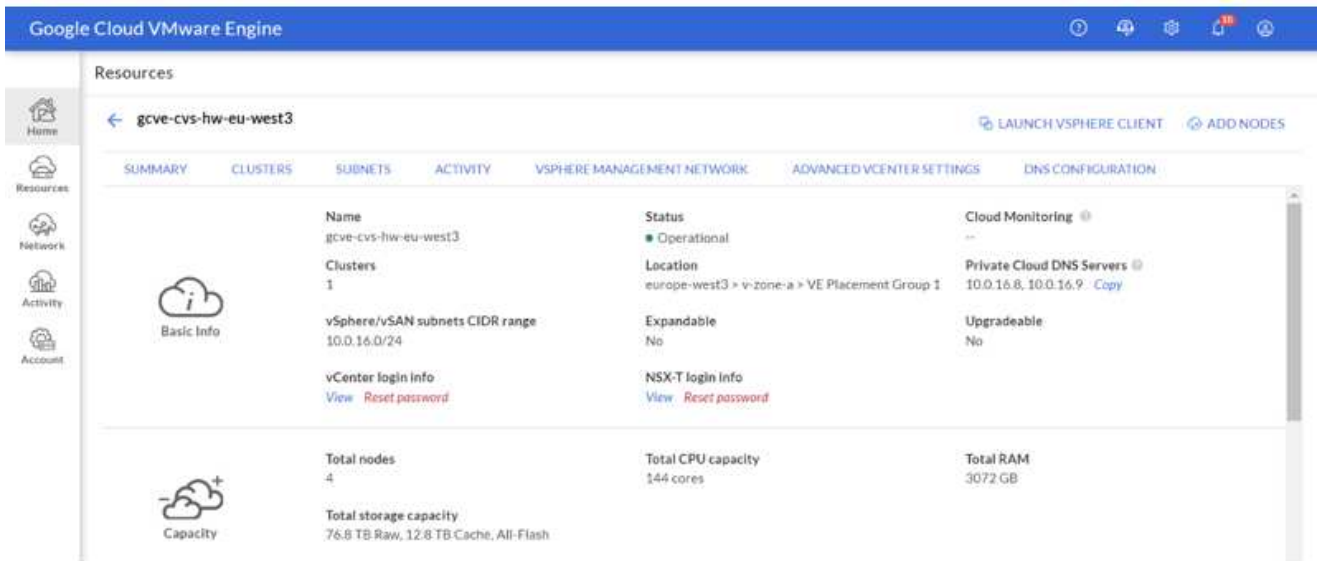 Google Cloud VMware Engine
10
Resources
Home
Resources
Network
Activity
Account
gcve-cvs-hw-eu-west3
LAUNCH VSPHERE CLIENT ADD NODES
SUMMARY CLUSTERS SUBNETS ACTIVITY VSPHERE MANAGEMENT NETWORK ADVANCED VCENTER SETTINGS DNS CONFIGURATION
Basic Info
Name Status Cloud Monitoring
gcve-cvs-hw-eu-west3 Operational --
Clusters Location Private Cloud DNS Servers
1 europe-west3 > v-zone-a > VE Placement Group 1 10.0.16.8, 10.0.16.9 Copy
vSphere/vSAN subnets CIDR range Expandable Upgradeable
10.0.16.0/24 No No
vCenter login info NSX-T login info
View Reset password View Reset password
Capacity
Total nodes Total CPU capacity Total RAM
4 144 cores 3072 GB
Total storage capacity
76.8 TB Raw, 12.8 TB Cache, All-Flash